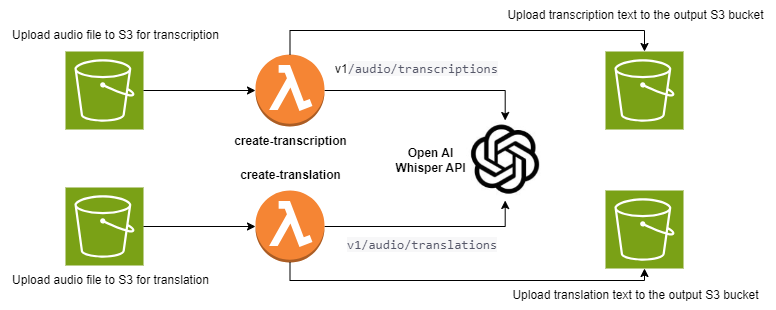 Upload transcription text to the output S3 bucket
Upload audio file to S3 for transcription
v1/audio/transcriptions
create-transcription
Open AI
Whisper API
create-translation
v1/audio/translations
Upload audio file to S3 for translation
Upload translation text to the output S3 bucket